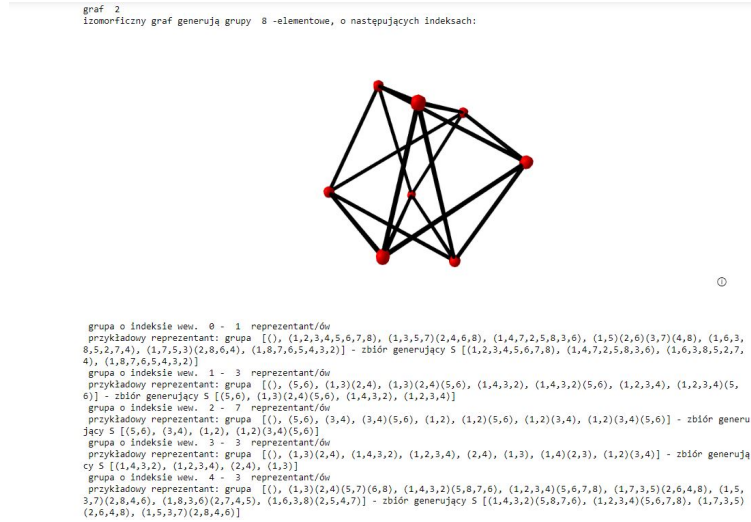 graf  2
izomorficzny graf generują grupy  8 -elementowe, o następujących indeksach:
grupa o indeksie wew.  0 -  1  reprezentant/ów
przykładowy reprezentant: grupa  [(), (1,2,3,4,5,6,7,8), (1,3,5,7)(2,4,6,8), (1,4,7,2,5,8,3,6), (1,5)(2,6)(3,7)(4,8), (1,6,3,
8,5,2,7,4), (1,7,5,3)(2,8,6,4), (1,8,7,6,5,4,3,2)] - zbiór generujący S [(1,2,3,4,5,6,7,8), (1,4,7,2,5,8,3,6), (1,6,3,8,5,2,7,
4), (1,8,7,6,5,4,3,2)]
grupa o indeksie wew.  1 -  3  reprezentant/ów
przykładowy reprezentant: grupa  [(), (5,6), (1,3)(2,4), (1,3)(2,4)(5,6), (1,4,3,2), (1,4,3,2)(5,6), (1,2,3,4), (1,2,3,4)(5,
6)] - zbiór generujący S [(5,6), (1,3)(2,4)(5,6), (1,4,3,2), (1,2,3,4)]
grupa o indeksie wew.  2 -  7  reprezentant/ów
przykładowy reprezentant: grupa  [(), (5,6), (3,4), (3,4)(5,6), (1,2), (1,2)(5,6), (1,2)(3,4), (1,2)(3,4)(5,6)] - zbiór generu
jący S [(5,6), (3,4), (1,2), (1,2)(3,4)(5,6)]
grupa o indeksie wew.  3 -  3  reprezentant/ów
przykładowy reprezentant: grupa  [(), (1,3)(2,4), (1,4,3,2), (1,2,3,4), (2,4), (1,3), (1,4)(2,3), (1,2)(3,4)] - zbiór generują
cy S [(1,4,3,2), (1,2,3,4), (2,4), (1,3)]
grupa o indeksie wew.  4 -  3  reprezentant/ów
przykładowy reprezentant: grupa  [(), (1,3)(2,4)(5,7)(6,8), (1,4,3,2)(5,8,7,6), (1,2,3,4)(5,6,7,8), (1,7,3,5)(2,6,4,8), (1,5,
3,7)(2,8,4,6), (1,8,3,6)(2,7,4,5), (1,6,3,8)(2,5,4,7)] - zbiór generujący S [(1,4,3,2)(5,8,7,6), (1,2,3,4)(5,6,7,8), (1,7,3,5)
(2,6,4,8), (1,5,3,7)(2,8,4,6)]